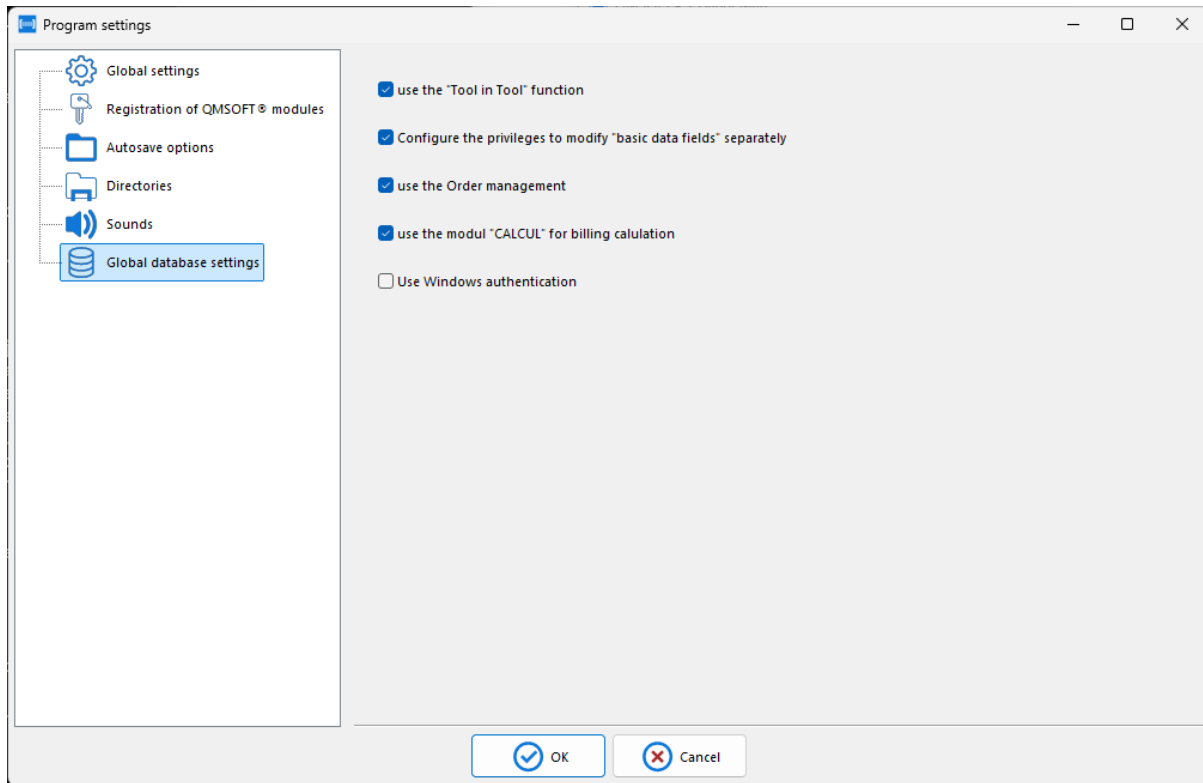 Program settings
Global settings
Registration of QMSOFT® modules
Autosave options
Directories
Sounds
Global database settings
use the "Tool in Tool" function
Configure the privileges to modify "basic data fields" separately
use the Order management
use the modul "CALCUL" for billing calulation
Use Windows authentication
OK
Cancel